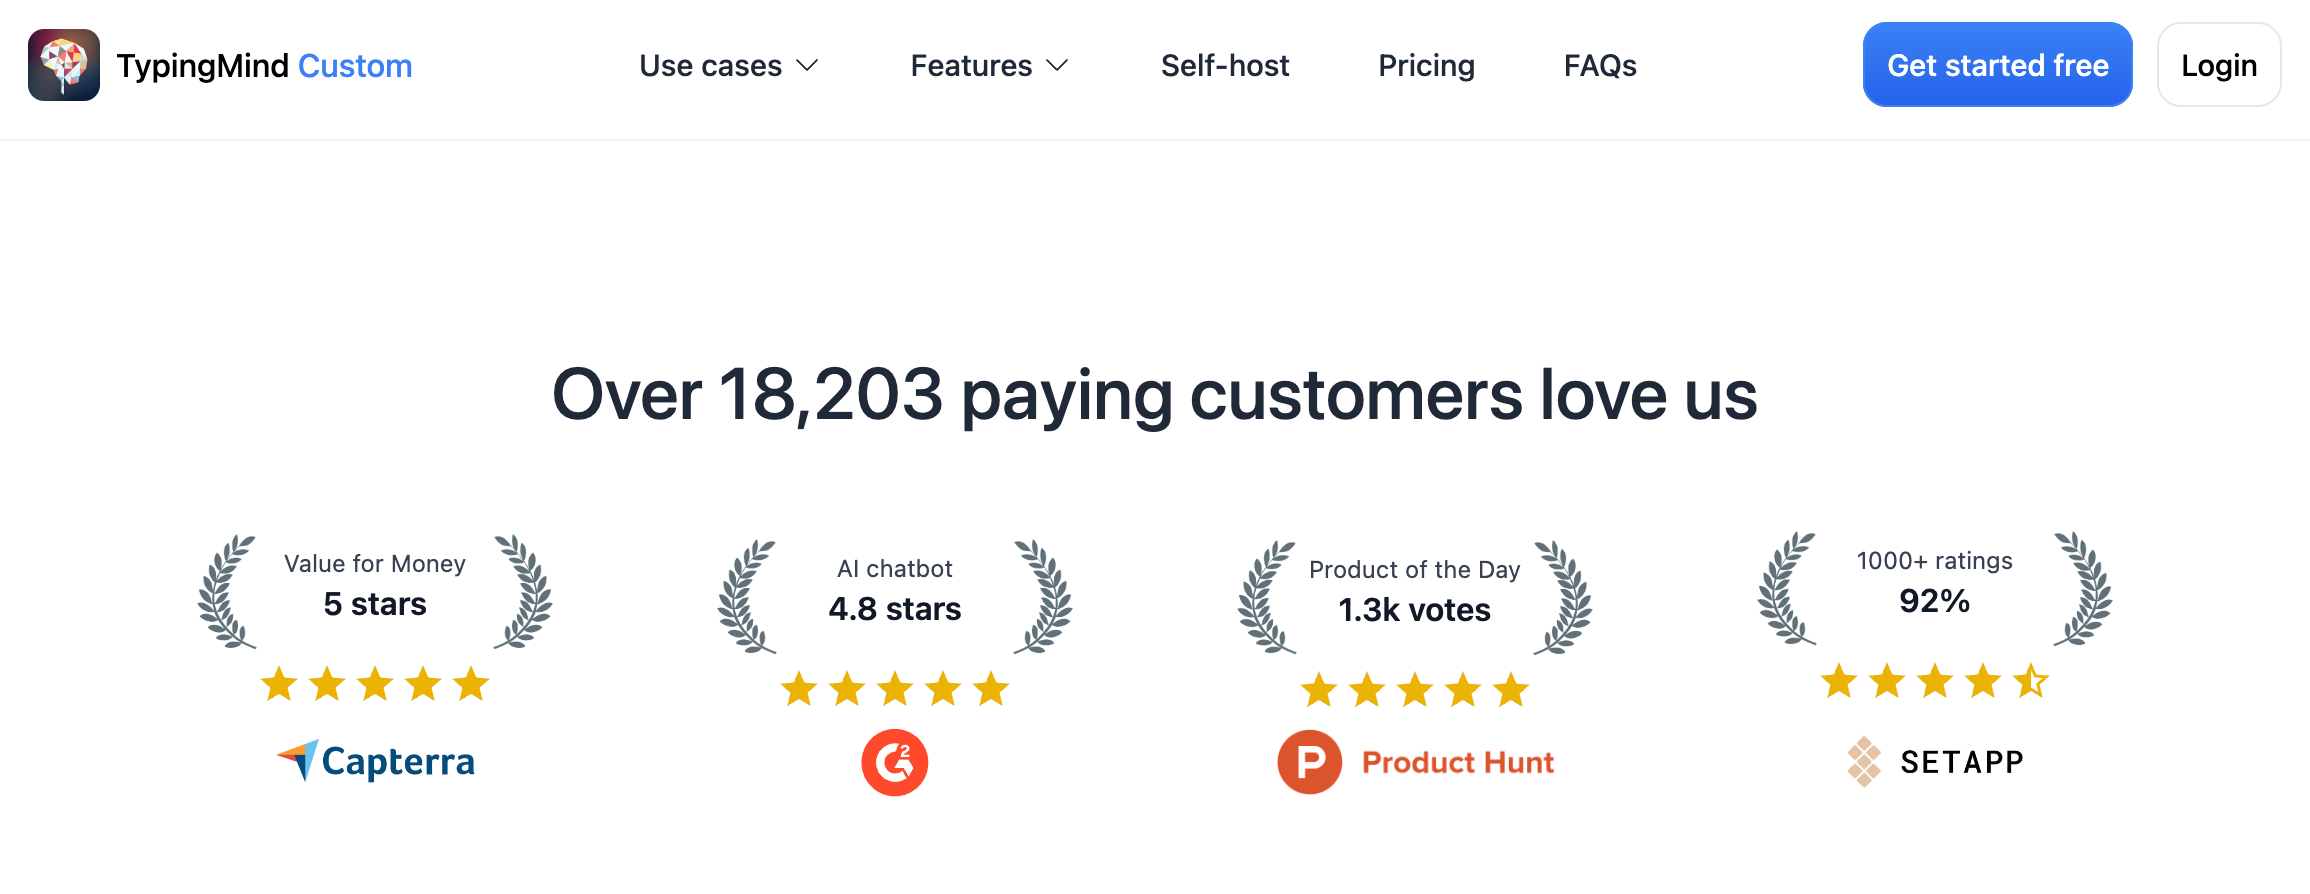 TypingMind Custom
Use cases
Features
Self-host
Pricing
FAQs
Get started free
Login
Over 18,203 paying customers love us
Value for Money
5 stars
Capterra
AI chatbot
4.8 stars
G2
Product of the Day
1.3k votes
P Product Hunt
1000+ ratings
92%
SETAPP